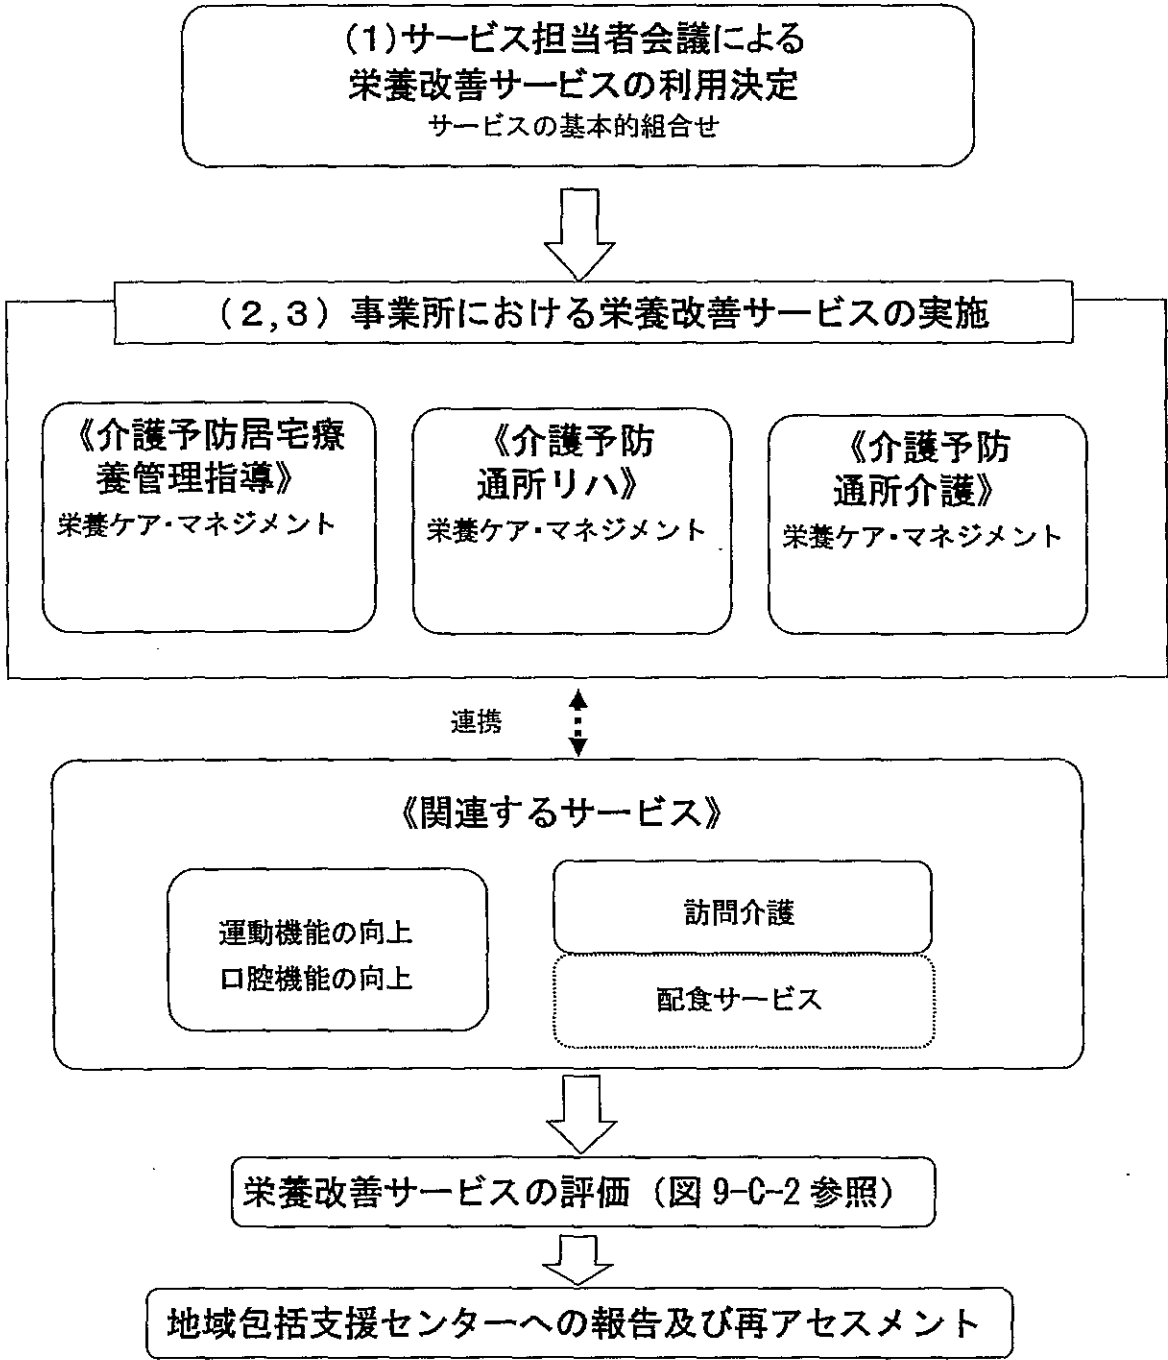 (1)サービス担当者会議による
栄養改善サービスの利用決定
サービスの基本的組合せ
(2,3)事業所における栄養改善サービスの実施
《介護予防居宅療
養管理指導》
栄養ケア・マネジメント
《介護予防
通所リハ》
栄養ケア・マネジメント
《介護予防
通所介護》
栄養ケア・マネジメント
連携
《関連するサービス》
運動機能の向上
口腔機能の向上
訪問介護
配食サービス
栄養改善サービスの評価(図 9-C-2 参照)
地域包括支援センターへの報告及び再アセスメント